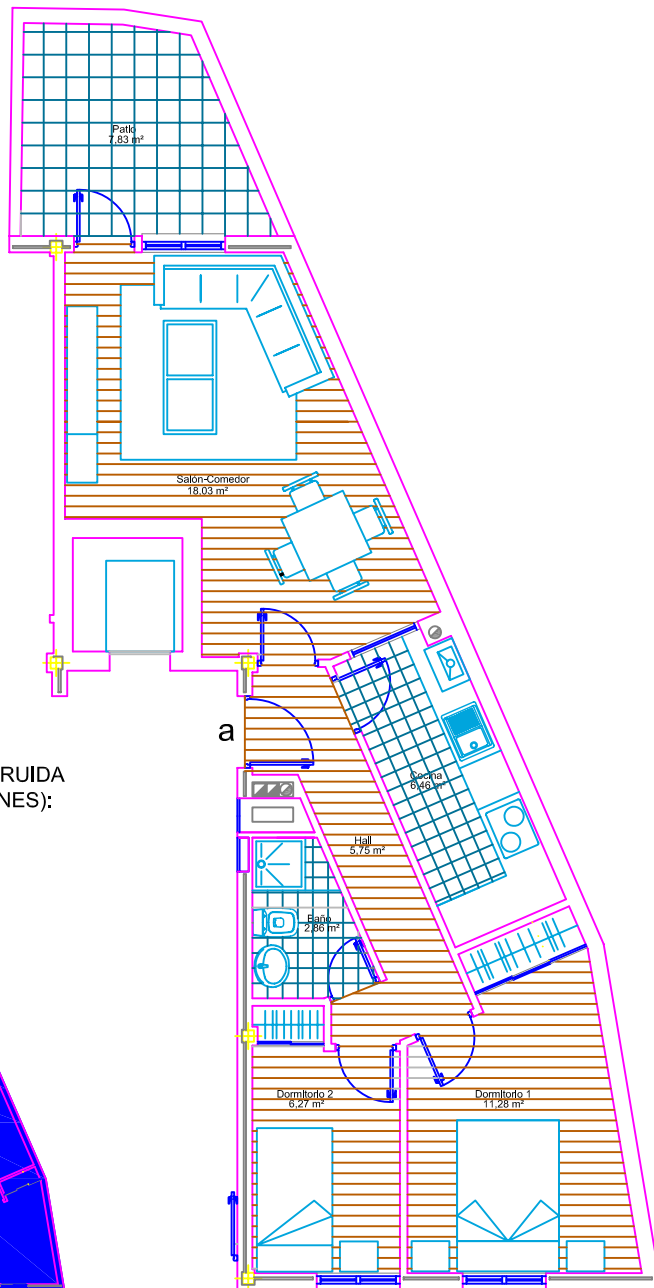 Patio
7,83 m²
Salón-Comedor
18,03 m²
a
RUIDA
NES):
Cocina
6,46 m²
Hall
5,75 m²
Baño
2,86 m²
Dormitorio 2
6,27 m²
Dormitorio 1
11,28 m²